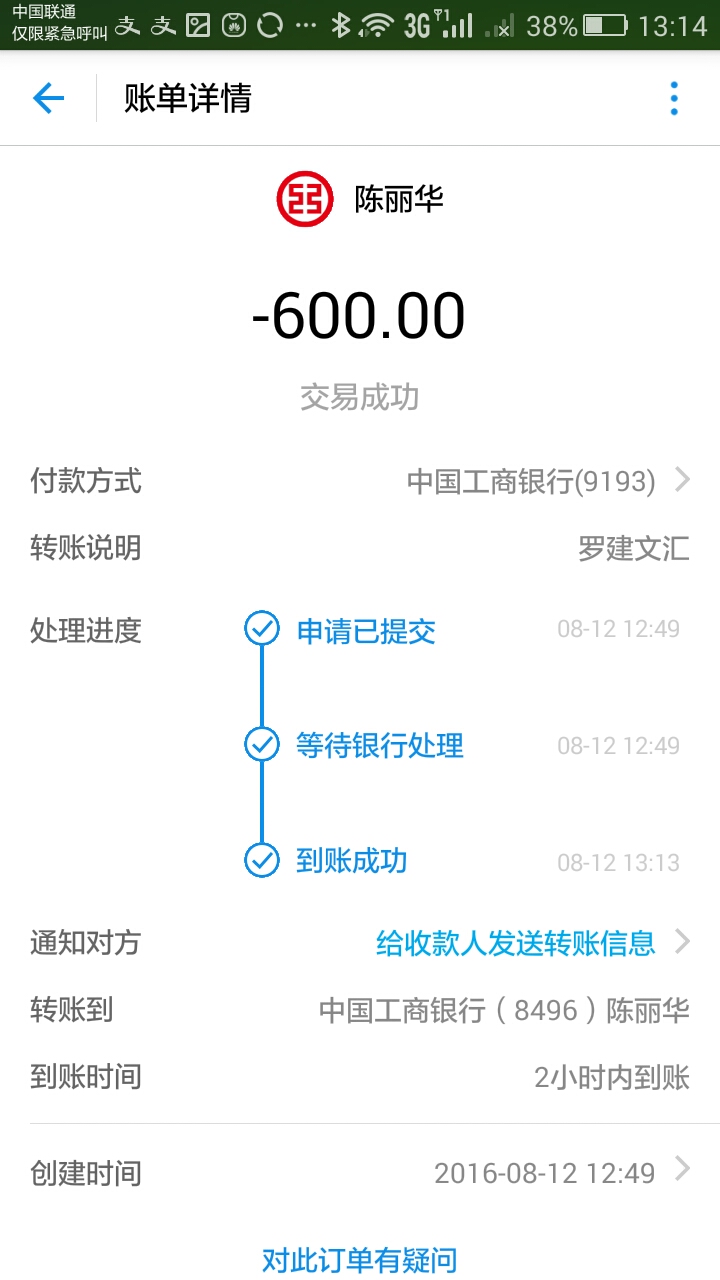 中国联通
仅限紧急呼叫
3G
38%
13:14
账单详情
陈丽华
-600.00
交易成功
付款方式
中国工商银行(9193)
转账说明
罗建文汇
处理进度
申请已提交
08-12 12:49
等待银行处理
08-12 12:49
到账成功
08-12 13:13
通知对方
给收款人发送转账信息
转账到
中国工商银行（8496）陈丽华
到账时间
2小时内到账
创建时间
2016-08-12 12:49
对此订单有疑问